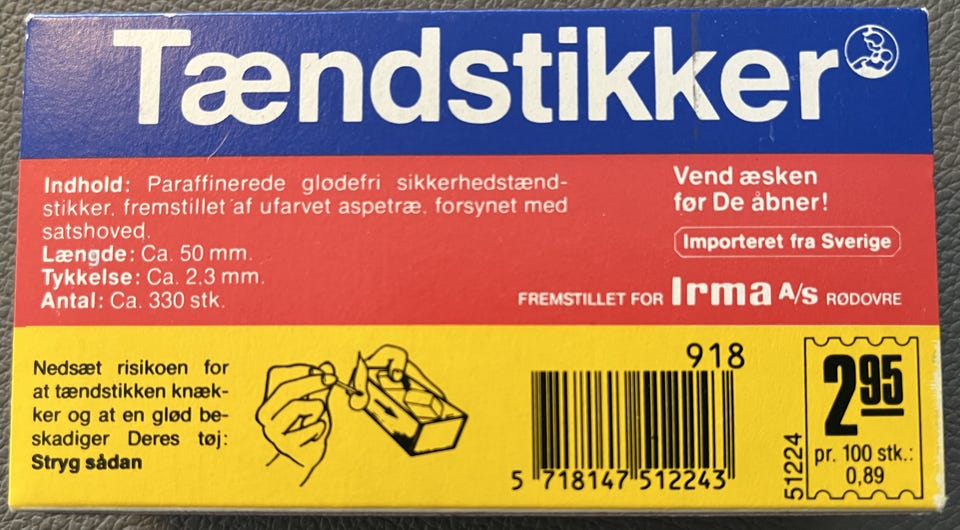 Tændstikker
Indhold: Paraffinerede glødefri sikkerhedstænd-
stikker, fremstillet af ufarvet aspetræ, forsynet med
satshoved.
Længde: Ca. 50 mm.
Tykkelse: Ca. 2,3 mm.
Antal: Ca. 330 stk.
Vend æsken
før De åbner!
Importeret fra Sverige
FREMSTILLET FOR Irma A/s RØDOVRE
Nedsæt risikoen for
at tændstikken knæk-
ker og at en glød be-
skadiger Deres tøj:
Stryg sådan
918
5 718147 512243
51224
2 95
pr. 100 stk.:
0,89